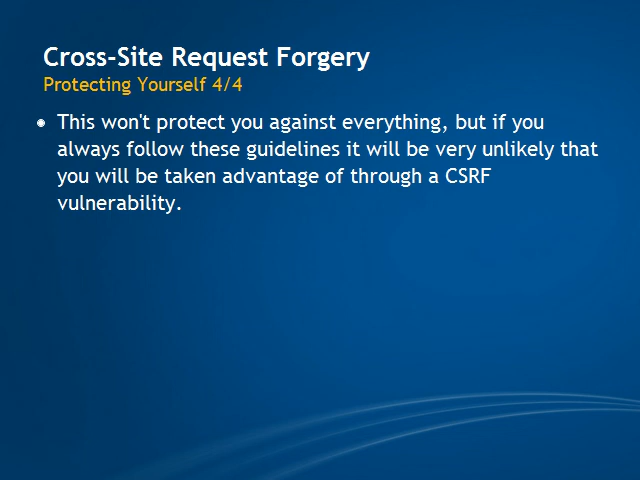 Cross-Site Request Forgery
Protecting Yourself 4/4
This won't protect you against everything, but if you
always follow these guidelines it will be very unlikely that
you will be taken advantage of through a CSRF
vulnerability.